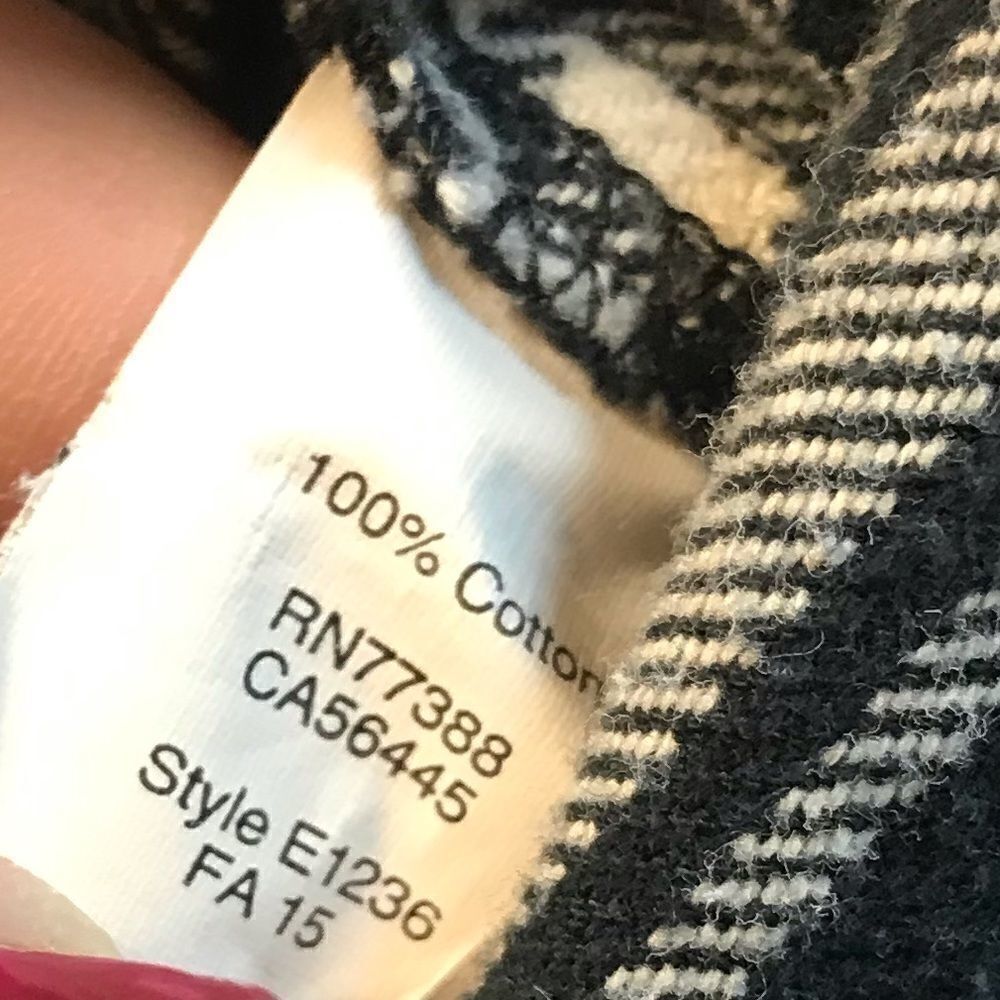 100% Cotton
RN77388
CA56445
Style E1236
FA 15